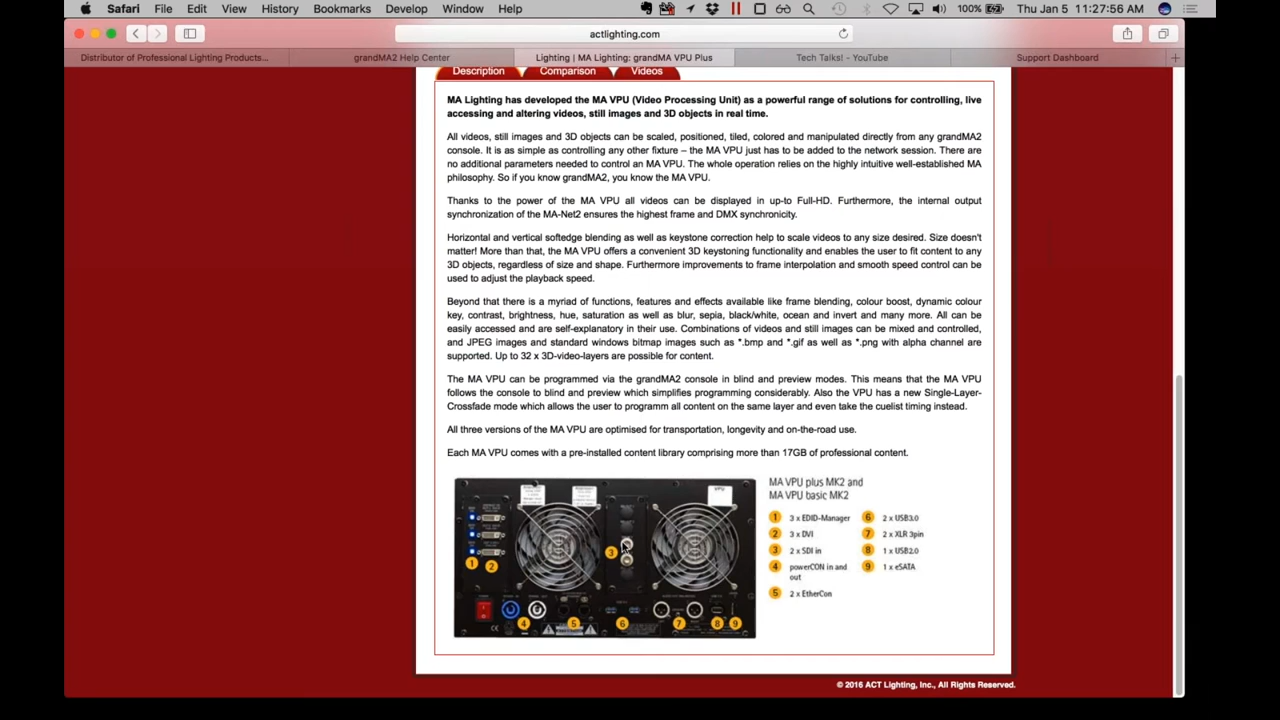 Safari File Edit View History Bookmarks Develop Window Help 100% Thu Jan 5 11:27:56 AM
actlighting.com
Distributor of Professional Lighting Products... grandMA2 Help Center Lighting | MA Lighting: grandMA VPU Plus Tech Talks! - YouTube Support Dashboard
Description Comparison Videos
MA Lighting has developed the MA VPU (Video Processing Unit) as a powerful range of solutions for controlling, live
accessing and altering videos, still images and 3D objects in real time.
All videos, still images and 3D objects can be scaled, positioned, tiled, colored and manipulated directly from any grandMA2
console. It is as simple as controlling any other fixture – the MA VPU just has to be added to the network session. There are
no additional parameters needed to control an MA VPU. The whole operation relies on the highly intuitive well-established MA
philosophy. So if you know grandMA2, you know the MA VPU.
Thanks to the power of the MA VPU all videos can be displayed in up-to Full-HD. Furthermore, the internal output
synchronization of the MA-Net2 ensures the highest frame and DMX synchronicity.
Horizontal and vertical softedge blending as well as keystone correction help to scale videos to any size desired. Size doesn't
matter! More than that, the MA VPU offers a convenient 3D keystoning functionality and enables the user to fit content to any
3D objects, regardless of size and shape. Furthermore improvements to frame interpolation and smooth speed control can be
used to adjust the playback speed.
Beyond that there is a myriad of functions, features and effects available like frame blending, colour boost, dynamic colour
key, contrast, brightness, hue, saturation as well as blur, sepia, black/white, ocean and invert and many more. All can be
easily accessed and are self-explanatory in their use. Combinations of videos and still images can be mixed and controlled,
and JPEG images and standard windows bitmap images such as *.bmp and *.gif as well as *.png with alpha channel are
supported. Up to 32 x 3D-video-layers are possible for content.
The MA VPU can be programmed via the grandMA2 console in blind and preview modes. This means that the MA VPU
follows the console to blind and preview which simplifies programming considerably. Also the VPU has a new Single-Layer-
Crossfade mode which allows the user to programm all content on the same layer and even take the cuelist timing instead.
All three versions of the MA VPU are optimised for transportation, longevity and on-the-road use.
Each MA VPU comes with a pre-installed content library comprising more than 17GB of professional content.
MA VPU plus MK2 and
MA VPU basic MK2
1 3 x EDID-Manager 6 2 x USB3.0
2 3 x DVI 7 2 x XLR 3pin
3 2 x SDI in 8 1 x USB2.0
4 powerCON in and 9 1 x eSATA
out
5 2 x EtherCon
VPU
3
1 2
4 5 6 7 8 9
© 2016 ACT Lighting, Inc., All Rights Reserved.